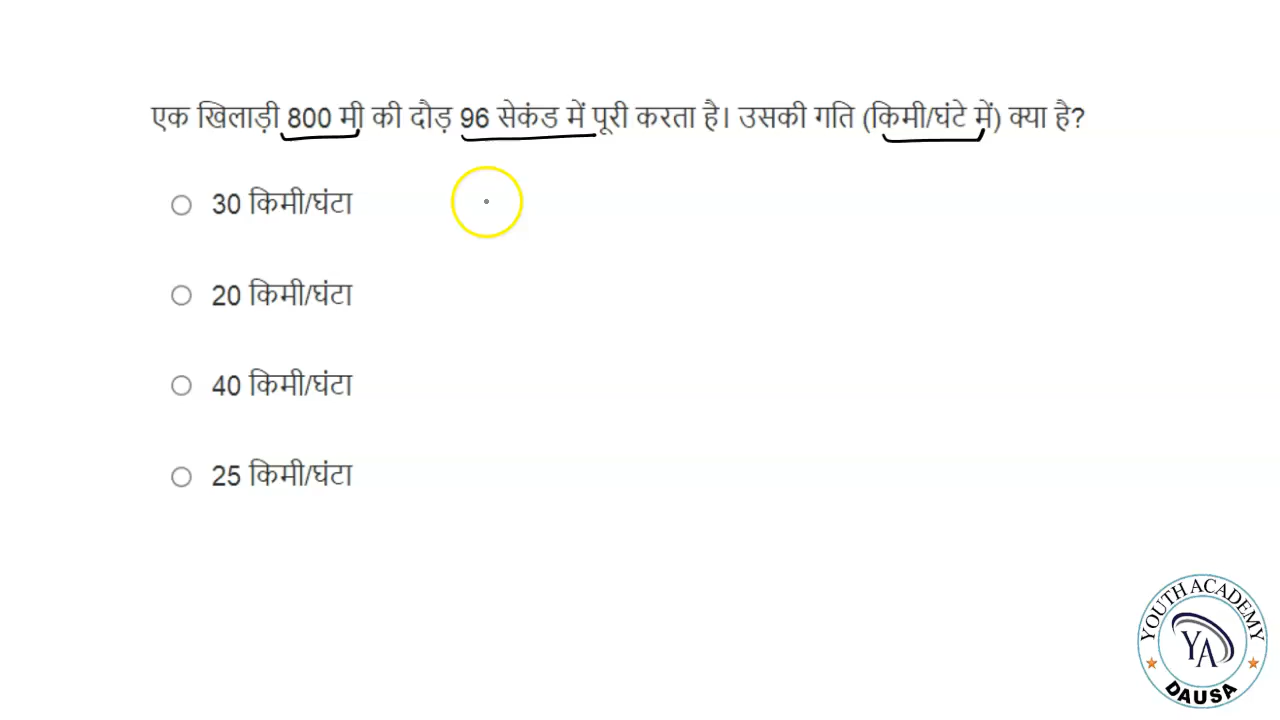 एक खिलाड़ी 800 मी की दौड़ 96 सेकंड में पूरी करता है। उसकी गति (किमी/घंटे में) क्या है?
30 किमी/घंटा
20 किमी/घंटा
40 किमी/घंटा
25 किमी/घंटा
YOUTH ACADEMY
YA
DAUSA